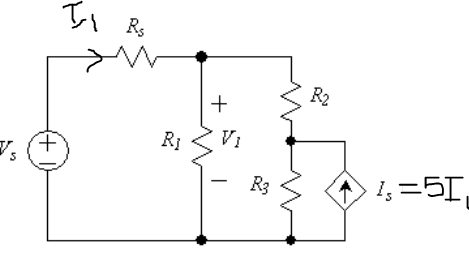 I₁
Rs
+
R₂
Vs
+
−
R₁
V₁
−
R₃
Is = 5I₁